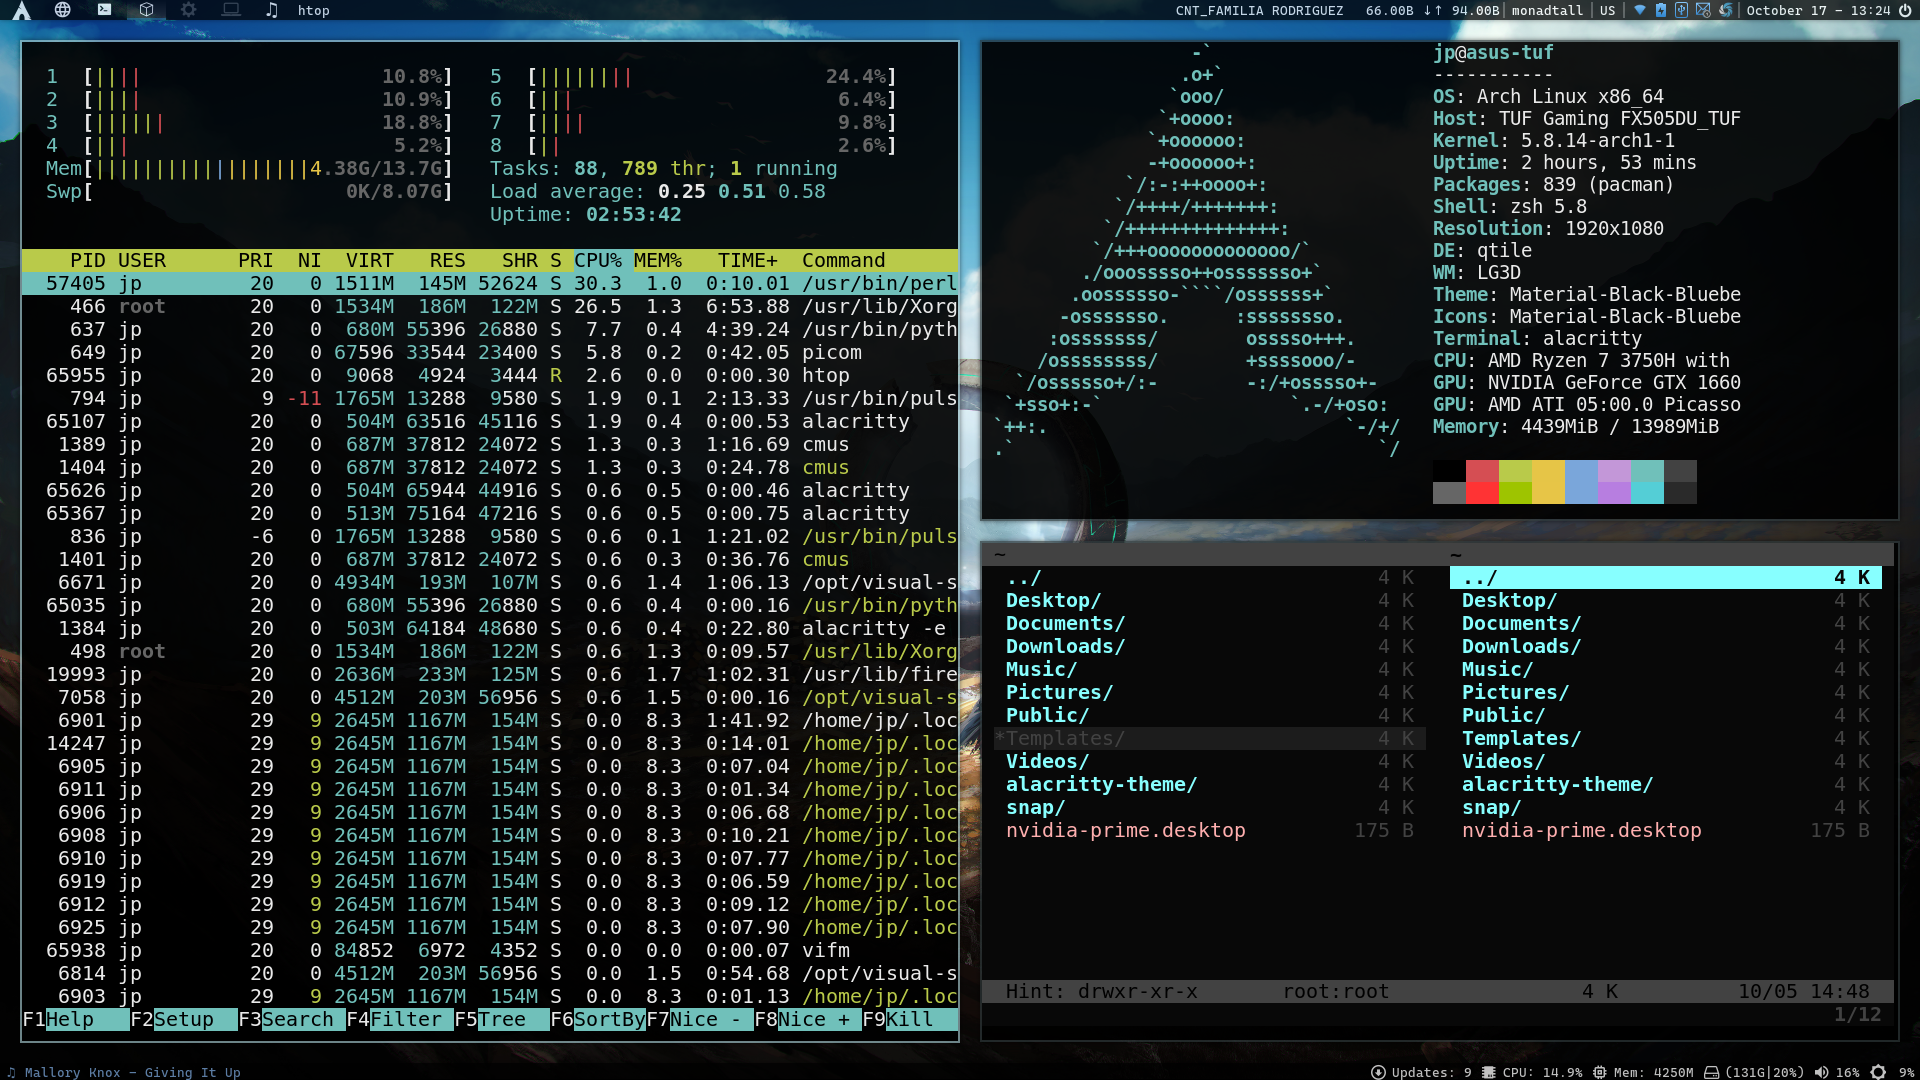 htop
CNT_FAMILIA RODRIGUEZ 66.00B ↓↑ 94.00B monadtall US October 17 - 13:24
1 [|||| 10.8%] 5 [|||||||| 24.4%]
2 [|||| 10.9%] 6 [||| 6.4%]
3 [|||||| 18.8%] 7 [|||| 9.8%]
4 [||| 5.2%] 8 [|| 2.6%]
Mem[||||||||||||||||||4.38G/13.7G] Tasks: 88, 789 thr; 1 running
Swp[ 0K/8.07G] Load average: 0.25 0.51 0.58
Uptime: 02:53:42
PID USER PRI NI VIRT RES SHR S CPU% MEM% TIME+ Command
57405 jp 20 0 1511M 145M 52624 S 30.3 1.0 0:10.01 /usr/bin/perl
466 root 20 0 1534M 186M 122M S 26.5 1.3 6:53.88 /usr/lib/Xorg
637 jp 20 0 680M 55396 26880 S 7.7 0.4 4:39.24 /usr/bin/pyth
649 jp 20 0 67596 33544 23400 S 5.8 0.2 0:42.05 picom
65955 jp 20 0 9068 4924 3444 R 2.6 0.0 0:00.30 htop
794 jp 9 -11 1765M 13288 9580 S 1.9 0.1 2:13.33 /usr/bin/puls
65107 jp 20 0 504M 63516 45116 S 1.9 0.4 0:00.53 alacritty
1389 jp 20 0 687M 37812 24072 S 1.3 0.3 1:16.69 cmus
1404 jp 20 0 687M 37812 24072 S 1.3 0.3 0:24.78 cmus
65626 jp 20 0 504M 65944 44916 S 0.6 0.5 0:00.46 alacritty
65367 jp 20 0 513M 75164 47216 S 0.6 0.5 0:00.75 alacritty
836 jp -6 0 1765M 13288 9580 S 0.6 0.1 1:21.02 /usr/bin/puls
1401 jp 20 0 687M 37812 24072 S 0.6 0.3 0:36.76 cmus
6671 jp 20 0 4934M 193M 107M S 0.6 1.4 1:06.13 /opt/visual-s
65035 jp 20 0 680M 55396 26880 S 0.6 0.4 0:00.16 /usr/bin/pyth
1384 jp 20 0 503M 64184 48680 S 0.6 0.4 0:22.80 alacritty -e
498 root 20 0 1534M 186M 122M S 0.6 1.3 0:09.57 /usr/lib/Xorg
19993 jp 20 0 2636M 233M 125M S 0.6 1.7 1:02.31 /usr/lib/fire
7058 jp 20 0 4512M 203M 56956 S 0.6 1.5 0:00.16 /opt/visual-s
6901 jp 29 9 2645M 1167M 154M S 0.0 8.3 1:41.92 /home/jp/.loc
14247 jp 29 9 2645M 1167M 154M S 0.0 8.3 0:14.01 /home/jp/.loc
6905 jp 29 9 2645M 1167M 154M S 0.0 8.3 0:07.04 /home/jp/.loc
6911 jp 29 9 2645M 1167M 154M S 0.0 8.3 0:01.34 /home/jp/.loc
6906 jp 29 9 2645M 1167M 154M S 0.0 8.3 0:06.68 /home/jp/.loc
6908 jp 29 9 2645M 1167M 154M S 0.0 8.3 0:10.21 /home/jp/.loc
6910 jp 29 9 2645M 1167M 154M S 0.0 8.3 0:07.77 /home/jp/.loc
6919 jp 29 9 2645M 1167M 154M S 0.0 8.3 0:06.59 /home/jp/.loc
6912 jp 29 9 2645M 1167M 154M S 0.0 8.3 0:09.12 /home/jp/.loc
6925 jp 29 9 2645M 1167M 154M S 0.0 8.3 0:07.90 /home/jp/.loc
65938 jp 20 0 84852 6972 4352 S 0.0 0.0 0:00.07 vifm
6814 jp 20 0 4512M 203M 56956 S 0.0 1.5 0:54.68 /opt/visual-s
6903 jp 29 9 2645M 1167M 154M S 0.0 8.3 0:01.13 /home/jp/.loc
F1Help F2Setup F3Search F4Filter F5Tree F6SortByF7Nice - F8Nice + F9Kill
-`
.o+`
`ooo/
`+oooo:
`+oooooo:
-+oooooo+:
`/:-:++oooo+:
`/++++/+++++++:
`/++++++++++++++:
`/+++ooooooooooooo/`
./ooosssso++osssssso+`
.oossssso-````/ossssss+`
-osssssso. :ssssssso.
:osssssss/ osssso+++.
/ossssssss/ +ssssooo/-
`/ossssso+/:- -:/+osssso+-
`+sso+:-` `.-/+oso:
`++:. `-/+/
.` `/
jp@asus-tuf
-----------
OS: Arch Linux x86_64
Host: TUF Gaming FX505DU_TUF
Kernel: 5.8.14-arch1-1
Uptime: 2 hours, 53 mins
Packages: 839 (pacman)
Shell: zsh 5.8
Resolution: 1920x1080
DE: qtile
WM: LG3D
Theme: Material-Black-Bluebe
Icons: Material-Black-Bluebe
Terminal: alacritty
CPU: AMD Ryzen 7 3750H with
GPU: NVIDIA GeForce GTX 1660
GPU: AMD ATI 05:00.0 Picasso
Memory: 4439MiB / 13989MiB
~ ~
../ 4 K ../ 4 K
Desktop/ 4 K Desktop/ 4 K
Documents/ 4 K Documents/ 4 K
Downloads/ 4 K Downloads/ 4 K
Music/ 4 K Music/ 4 K
Pictures/ 4 K Pictures/ 4 K
Public/ 4 K Public/ 4 K
*Templates/ 4 K Templates/ 4 K
Videos/ 4 K Videos/ 4 K
alacritty-theme/ 4 K alacritty-theme/ 4 K
snap/ 4 K snap/ 4 K
nvidia-prime.desktop 175 B nvidia-prime.desktop 175 B
Hint: drwxr-xr-x root:root 4 K 10/05 14:48
1/12
♫ Mallory Knox - Giving It Up
Updates: 9 CPU: 14.9% Mem: 4250M (131G|20%) 16% 9%